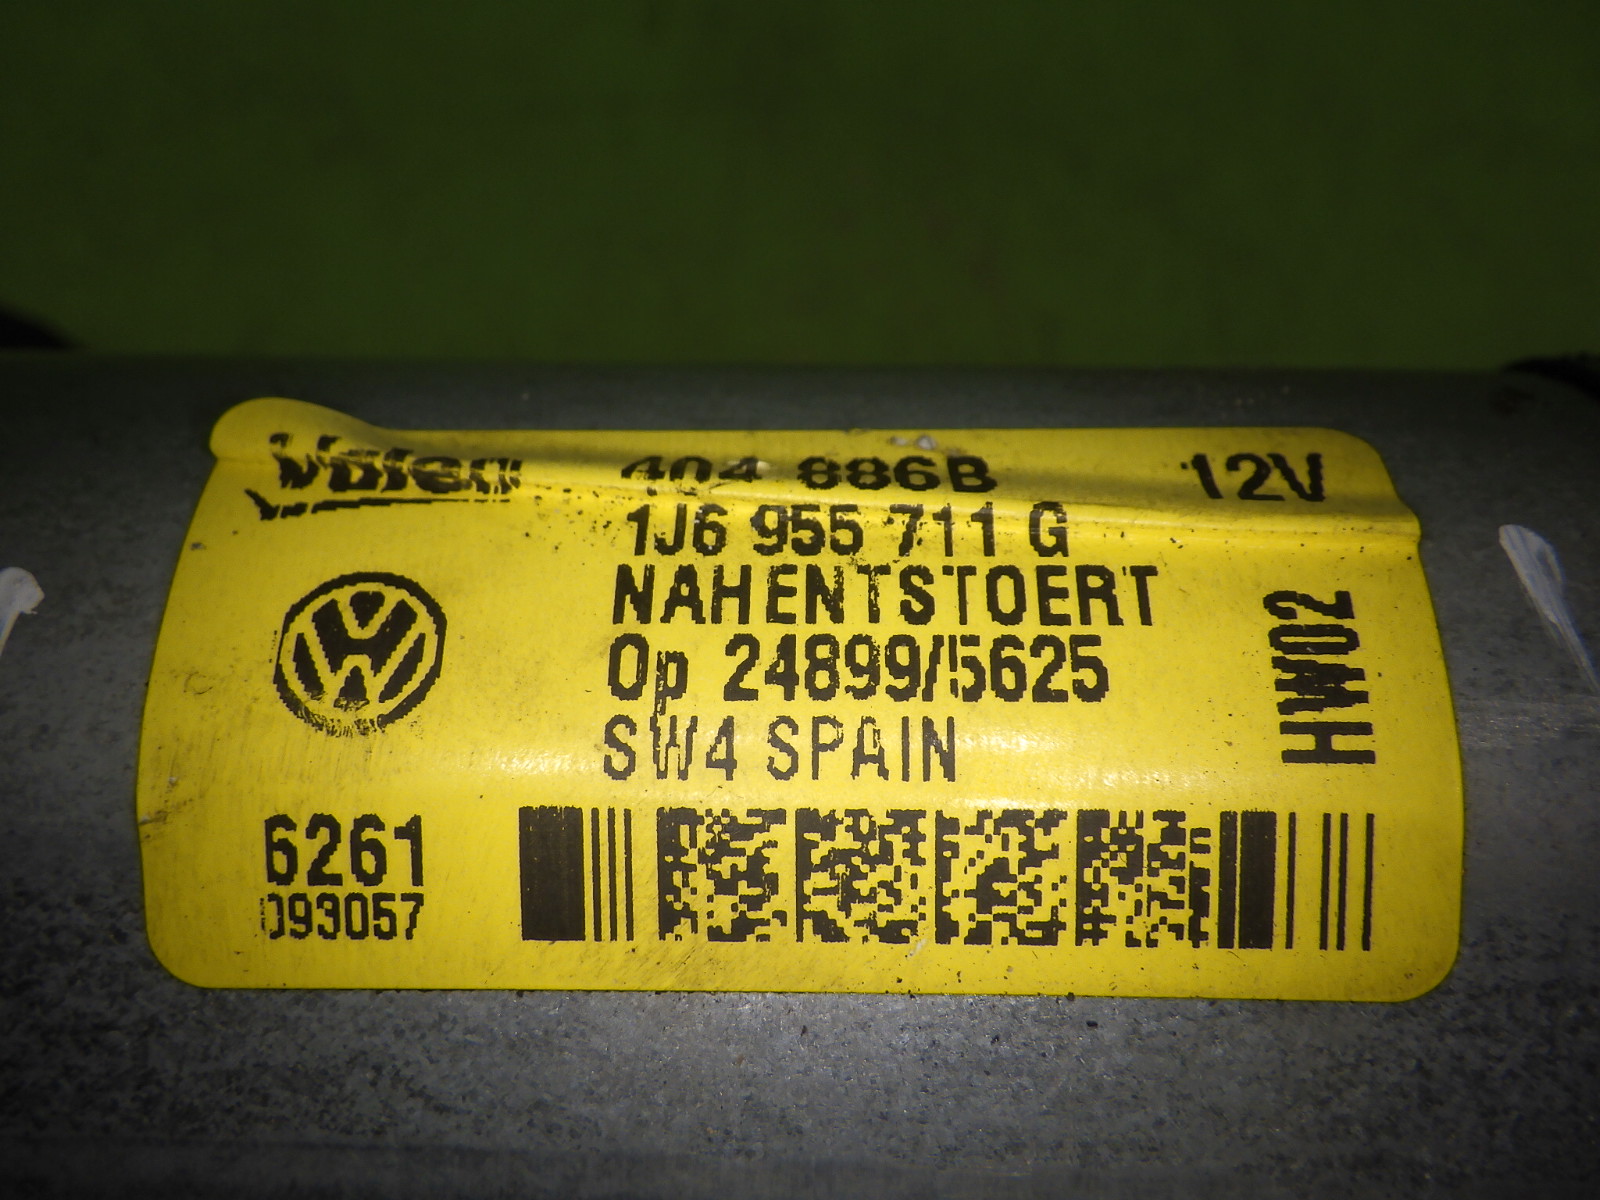 Valeo 404 886B 12V
1J6 955 711 G
NAHENTSTOERT
Op 24899/5625
SW4 SPAIN
HW02
6261
093057